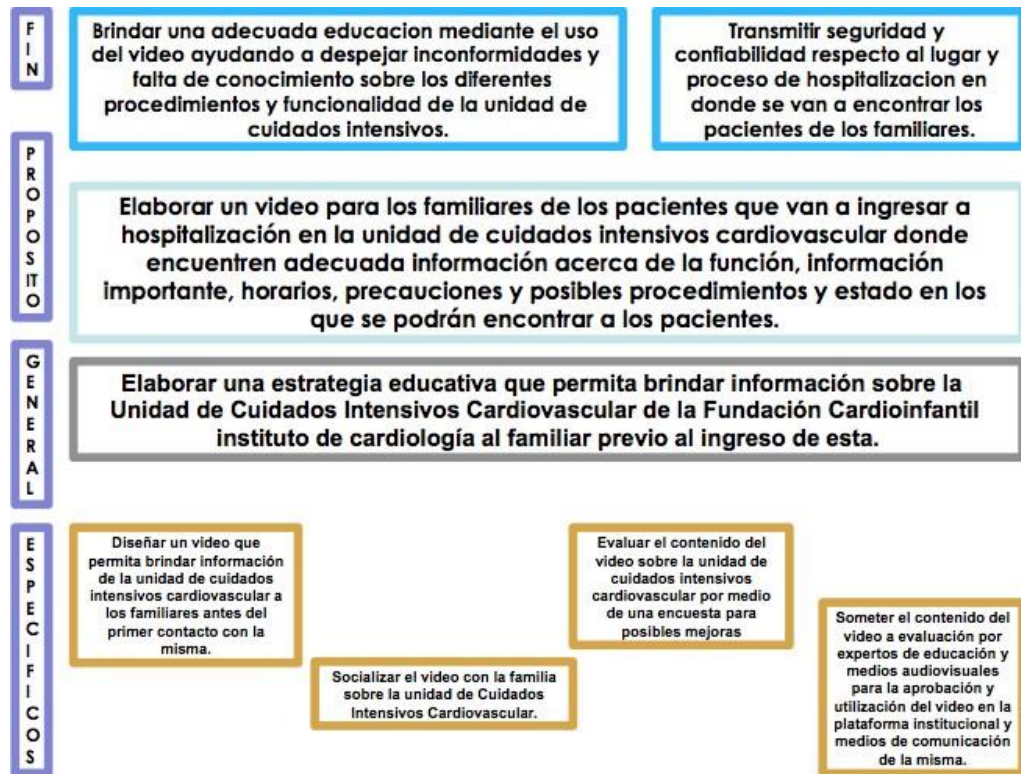 FIN
Brindar una adecuada educacion mediante el uso
del video ayudando a despejar inconformidades y
falta de conocimiento sobre los diferentes
procedimientos y funcionalidad de la unidad de
cuidados intensivos.
Transmitir seguridad y
confiabilidad respecto al lugar y
proceso de hospitalizacion en
donde se van a encontrar los
pacientes de los familiares.
PROPOSITO
Elaborar un video para los familiares de los pacientes que van a ingresar a
hospitalización en la unidad de cuidados intensivos cardiovascular donde
encuentren adecuada información acerca de la función, información
importante, horarios, precauciones y posibles procedimientos y estado en los
que se podrán encontrar a los pacientes.
GENERAL
Elaborar una estrategia educativa que permita brindar información sobre la
Unidad de Cuidados Intensivos Cardiovascular de la Fundación Cardioinfantil
instituto de cardiología al familiar previo al ingreso de esta.
ESPECIFICOS
Diseñar un video que
permita brindar información
de la unidad de cuidados
intensivos cardiovascular a
los familiares antes del
primer contacto con la
misma.
Socializar el video con la familia
sobre la unidad de Cuidados
Intensivos Cardiovascular.
Evaluar el contenido del
video sobre la unidad de
cuidados intensivos
cardiovascular por medio
de una encuesta para
posibles mejoras
Someter el contenido del
video a evaluación por
expertos de educación y
medios audiovisuales
para la aprobación y
utilización del video en la
plataforma institucional y
medios de comunicación
de la misma.